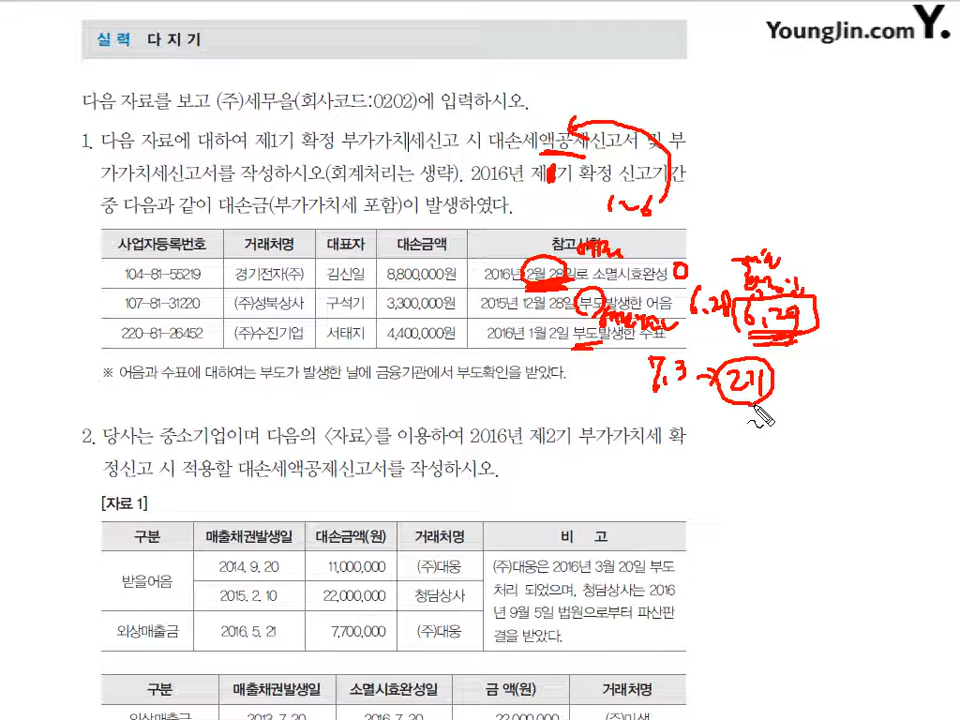 YoungJin.com Y.
실력 다지기
다음 자료를 보고 (주)세무을(회사코드:0202)에 입력하시오.
1. 다음 자료에 대하여 제1기 확정 부가가치세신고 시 대손세액공제신고서 및 부
가가치세신고서를 작성하시오(회계처리는 생략). 2016년 제1기 확정 신고기간
중 다음과 같이 대손금(부가가치세 포함)이 발생하였다.
1~6
사업자등록번호 거래처명 대표자 대손금액 참고사항
104-81-55219 경기전자(주) 김신일 8,800,000원 2016년 2월 28일로 소멸시효완성 0
107-81-31220 (주)성북상사 구석기 3,300,000원 2015년 12월 28일 부도발생한 어음 6.29 6.29
220-81-26452 (주)수진기업 서태지 4,400,000원 2016년 1월 2일 부도발생한 수표
※ 어음과 수표에 대하여는 부도가 발생한 날에 금융기관에서 부도확인을 받았다.
7.3 → 2기
2. 당사는 중소기업이며 다음의 〈자료〉를 이용하여 2016년 제2기 부가가치세 확
정신고 시 적용할 대손세액공제신고서를 작성하시오.
[자료 1]
구분 매출채권발생일 대손금액(원) 거래처명 비 고
받을어음 2014. 9. 20 11,000,000 (주)대웅 (주)대웅은 2016년 3월 20일 부도
처리 되었으며, 청담상사는 2016
2015. 2. 10 22,000,000 청담상사
년 9월 5일 법원으로부터 파산판
외상매출금 2016. 5. 21 7,700,000 (주)대웅 결을 받았다.
구분 매출채권발생일 소멸시효완성일 금 액(원) 거래처명
외상매출금 2013. 7. 20 2016. 7. 20 22,000,000 (주)미생